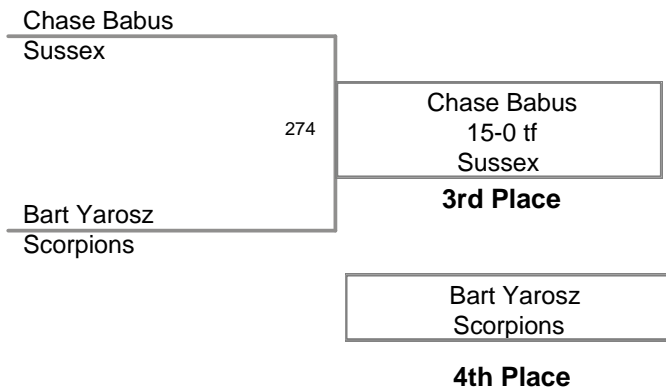 Chase Babus
Sussex
274
Chase Babus
15-0 tf
Sussex
3rd Place
Bart Yarosz
Scorpions
Bart Yarosz
Scorpions
4th Place